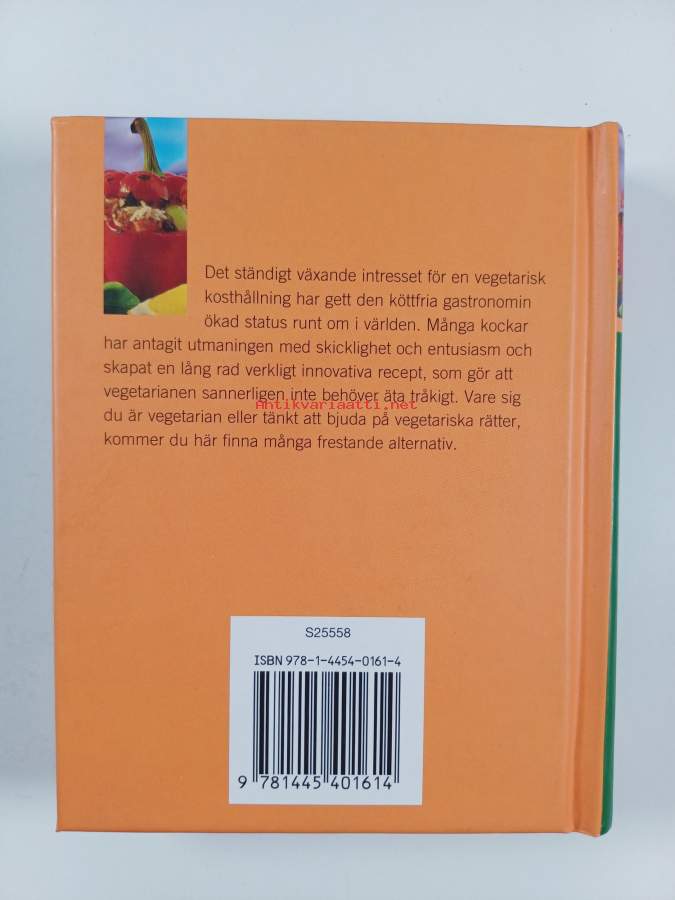 Det ständigt växande intresset för en vegetarisk
kosthållning har gett den köttfria gastronomin
ökad status runt om i världen. Många kockar
har antagit utmaningen med skicklighet och entusiasm och
skapat en lång rad verkligt innovativa recept, som gör att
vegetarianen sannerligen inte behöver äta tråkigt. Vare sig
Antikvariaatti.net
du är vegetarian eller tänkt att bjuda på vegetariska rätter,
kommer du här finna många frestande alternativ.
S25558
ISBN 978-1-4454-0161-4
9 781445 401614